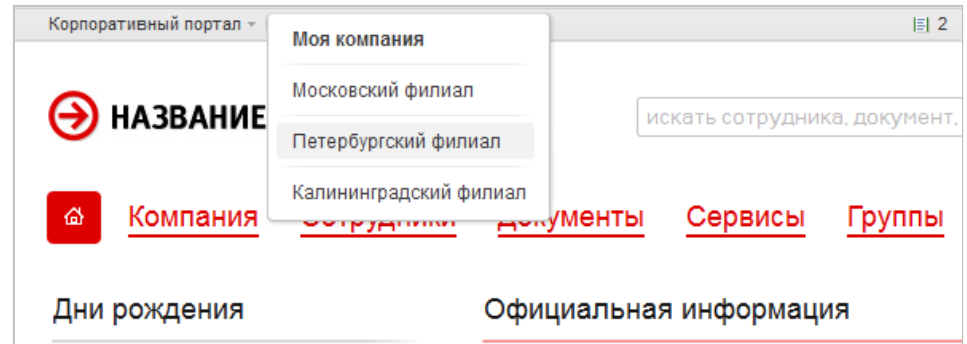 Корпоративный портал
2
Моя компания
Московский филиал
Петербургский филиал
Калининградский филиал
НАЗВАНИЕ
искать сотрудника, документ,
Компания Сотрудники Документы Сервисы Группы
Дни рождения
Официальная информация